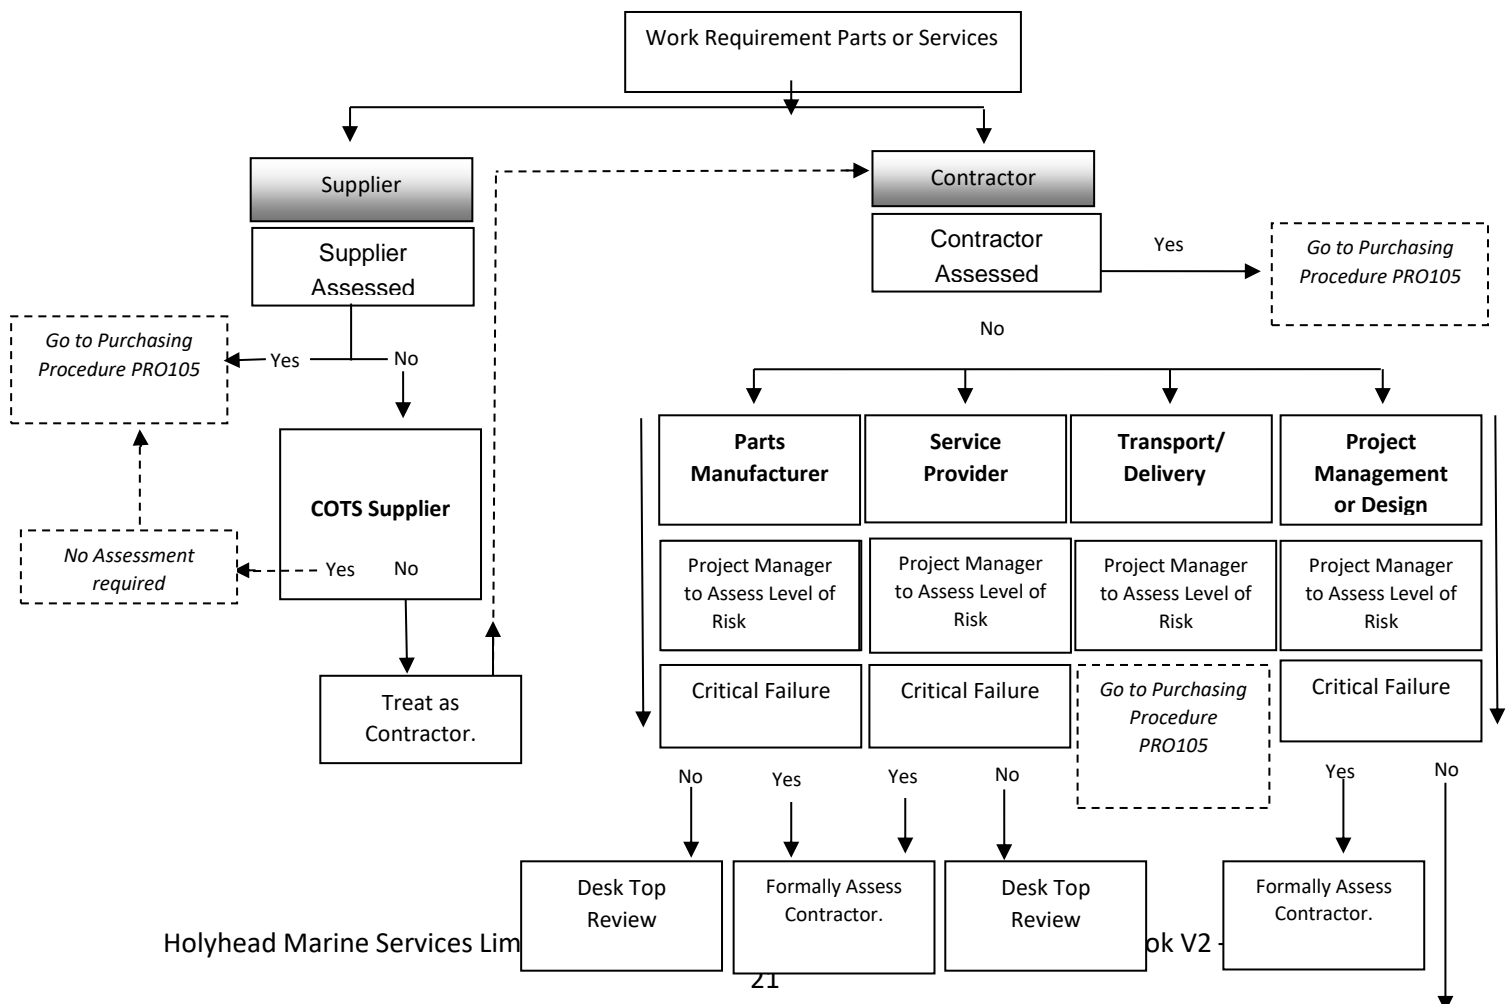 Work Requirement Parts or Services
Supplier
Contractor
Supplier
Assessed
Contractor
Assessed
Yes
Go to Purchasing
Procedure PRO105
No
Go to Purchasing
Procedure PRO105
Yes
No
COTS Supplier
Yes
No
No Assessment
required
Treat as
Contractor.
Parts
Manufacturer
Service
Provider
Transport/
Delivery
Project
Management
or Design
Project Manager
to Assess Level of
Risk
Project Manager
to Assess Level of
Risk
Project Manager
to Assess Level of
Risk
Project Manager
to Assess Level of
Risk
Critical Failure
Critical Failure
Go to Purchasing
Procedure
PRO105
Critical Failure
No
Yes
Yes
No
Yes
No
Desk Top
Review
Formally Assess
Contractor.
Desk Top
Review
Formally Assess
Contractor.
Holyhead Marine Services Lim
ok V2 -
21